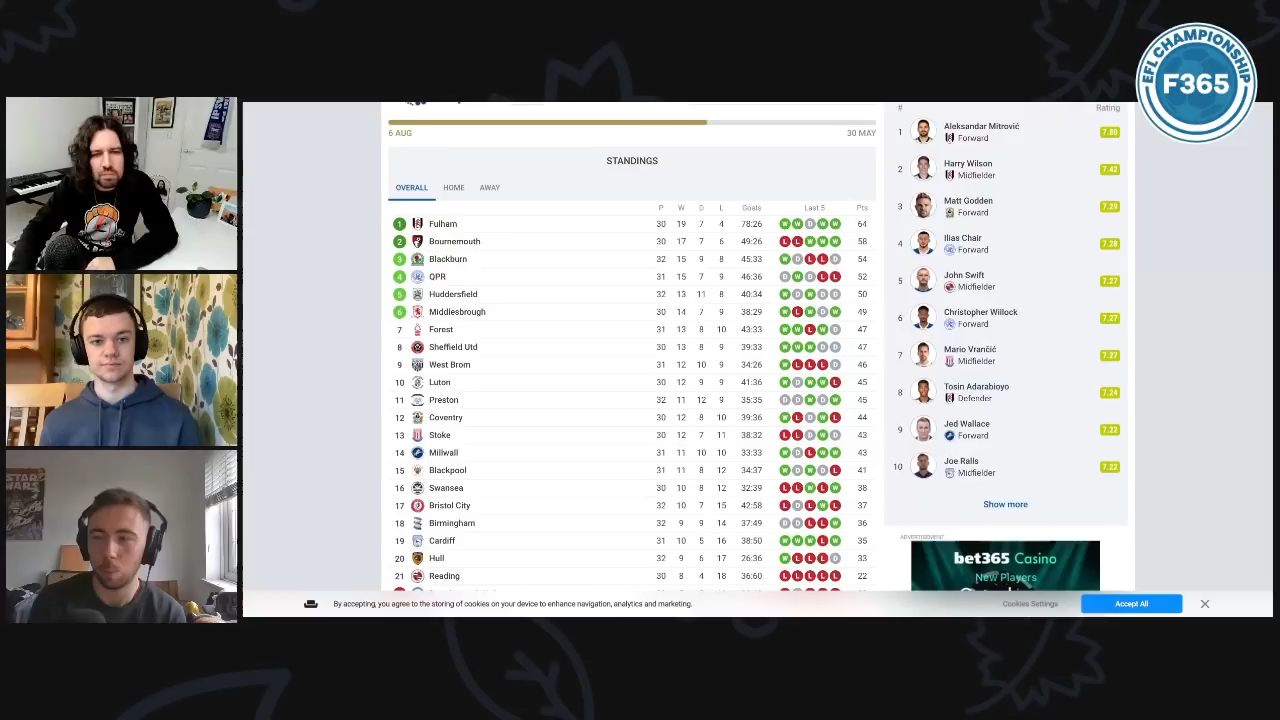 EFL CHAMPIONSHIP
F365
6 AUG
30 MAY
STANDINGS
OVERALL HOME AWAY
P W D L Goals Last 5 Pts
1 Fulham 30 19 7 4 78:26 W W D W W 64
2 Bournemouth 30 17 7 6 49:26 L L W W W 58
3 Blackburn 32 15 9 8 45:33 W D L L D 54
4 QPR 31 15 7 9 46:36 D W D L L 52
5 Huddersfield 32 13 11 8 40:34 W D W D D 50
6 Middlesbrough 30 14 7 9 38:29 W L W D W 49
7 Forest 31 13 8 10 43:33 W W L W D 47
8 Sheffield Utd 30 13 8 9 39:33 W W W D D 47
9 West Brom 31 12 10 9 34:26 W L L L D 46
10 Luton 30 12 9 9 41:36 W D W W L 45
11 Preston 32 11 12 9 35:35 D D W D W 45
12 Coventry 30 12 8 10 39:36 W L D W L 44
13 Stoke 30 12 7 11 38:32 L L D W D 43
14 Millwall 31 11 10 10 33:33 W D L W W 43
15 Blackpool 31 11 8 12 34:37 W D W D L 41
16 Swansea 30 10 8 12 32:39 L L W L W 38
17 Bristol City 32 10 7 15 42:58 L D L W L 37
18 Birmingham 32 9 9 14 37:49 D D L L W 36
19 Cardiff 31 10 5 16 38:50 W W W L W 35
20 Hull 32 9 6 17 26:36 W L L L D 33
21 Reading 30 8 4 18 36:60 L L L L L 22
# Rating
1 Aleksandar Mitrović 7.80
Forward
2 Harry Wilson 7.42
Midfielder
3 Matt Godden 7.29
Forward
4 Ilias Chair 7.28
Forward
5 John Swift 7.27
Midfielder
6 Christopher Willock 7.27
Forward
7 Mario Vrančić 7.27
Midfielder
8 Tosin Adarabioyo 7.24
Defender
9 Jed Wallace 7.22
Forward
10 Joe Ralls 7.22
Midfielder
Show more
ADVERTISEMENT
bet365 Casino
New Players
By accepting, you agree to the storing of cookies on your device to enhance navigation, analytics and marketing.
Cookies Settings
Accept All
STAR
WARS